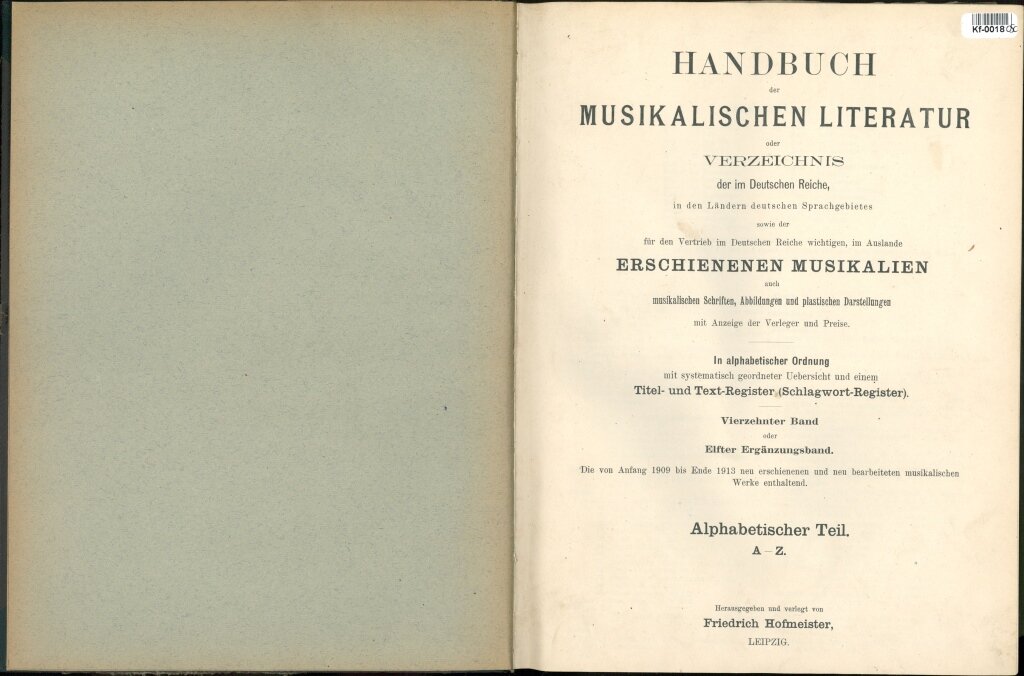 Kf-0018
HANDBUCH
der
MUSIKALISCHEN LITERATUR
oder
VERZEICHNIS
der im Deutschen Reiche,
in den Ländern deutschen Sprachgebietes
sowie der
für den Vertrieb im Deutschen Reiche wichtigen, im Auslande
ERSCHIENENEN MUSIKALIEN
auch
musikalischen Schriften, Abbildungen und plastischen Darstellungen
mit Anzeige der Verleger und Preise.
In alphabetischer Ordnung
mit systematisch geordneter Uebersicht und einem
Titel- und Text-Register (Schlagwort-Register).
Vierzehnter Band
oder
Elfter Ergänzungsband.
Die von Anfang 1909 bis Ende 1913 neu erschienenen und neu bearbeiteten musikalischen
Werke enthaltend.
Alphabetischer Teil.
A – Z.
Herausgegeben und verlegt von
Friedrich Hofmeister,
LEIPZIG.